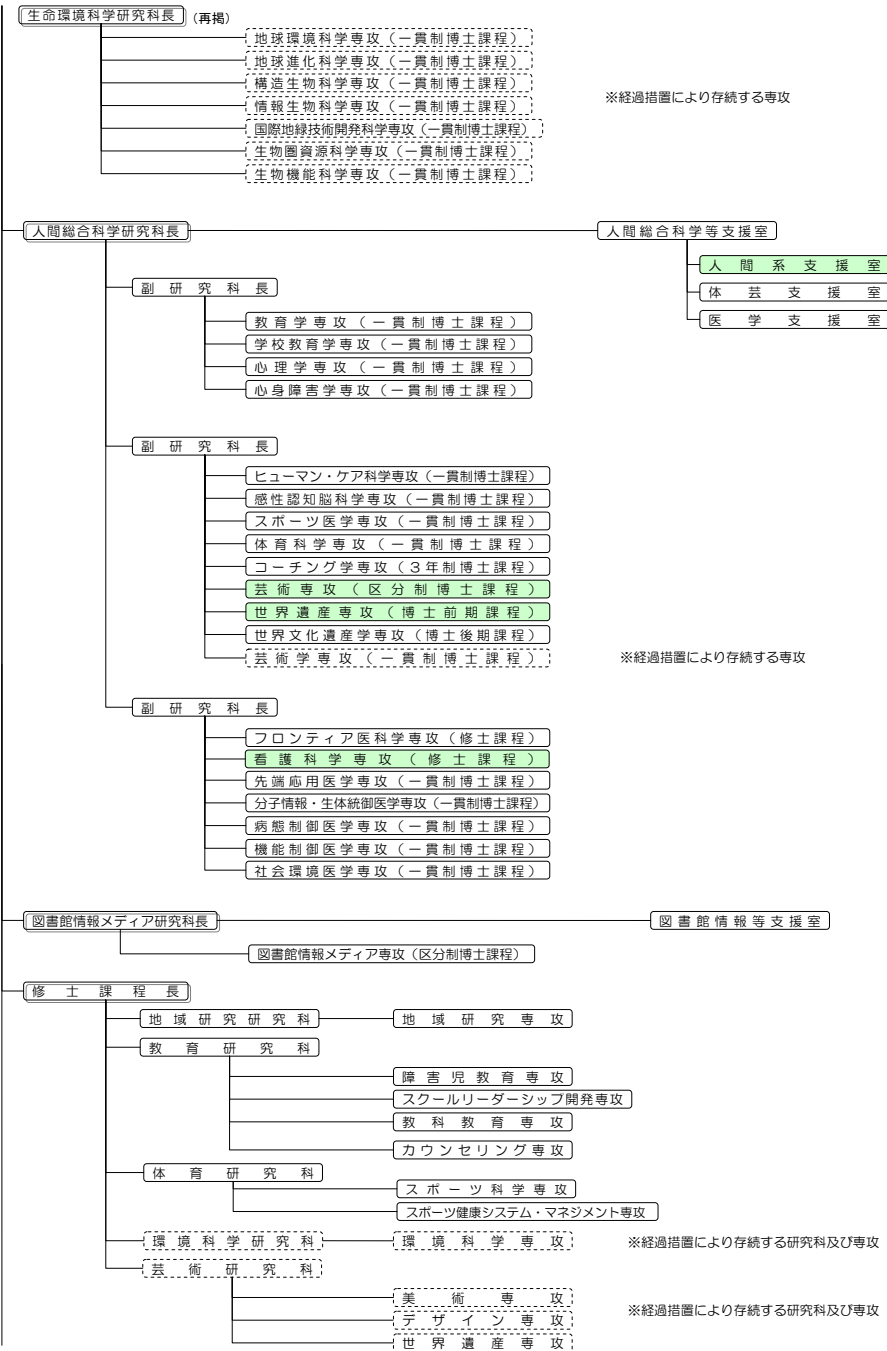 生命環境科学研究科長 (再掲)
地球環境科学専攻（一貫制博士課程）
地球進化科学専攻（一貫制博士課程）
構造生物科学専攻（一貫制博士課程）
※経過措置により存続する専攻
情報生物科学専攻（一貫制博士課程）
国際地縁技術開発科学専攻（一貫制博士課程）
生物圏資源科学専攻（一貫制博士課程）
生物機能科学専攻（一貫制博士課程）
人間総合科学研究科長 人間総合科学等支援室
人間系支援室
副研究科長 体芸支援室
教育学専攻（一貫制博士課程） 医学支援室
学校教育学専攻（一貫制博士課程）
心理学専攻（一貫制博士課程）
心身障害学専攻（一貫制博士課程）
副研究科長
ヒューマン・ケア科学専攻（一貫制博士課程）
感性認知脳科学専攻（一貫制博士課程）
スポーツ医学専攻（一貫制博士課程）
体育科学専攻（一貫制博士課程）
コーチング学専攻（３年制博士課程）
芸術専攻（区分制博士課程）
世界遺産専攻（博士前期課程）
世界文化遺産学専攻（博士後期課程）
芸術学専攻（一貫制博士課程） ※経過措置により存続する専攻
副研究科長
フロンティア医科学専攻（修士課程）
看護科学専攻（修士課程）
先端応用医学専攻（一貫制博士課程）
分子情報・生体統御医学専攻（一貫制博士課程）
病態制御医学専攻（一貫制博士課程）
機能制御医学専攻（一貫制博士課程）
社会環境医学専攻（一貫制博士課程）
図書館情報メディア研究科長 図書館情報等支援室
図書館情報メディア専攻（区分制博士課程）
修士課程長
地域研究研究科 地域研究専攻
教育研究科
障害児教育専攻
スクールリーダーシップ開発専攻
教科教育専攻
カウンセリング専攻
体育研究科
スポーツ科学専攻
スポーツ健康システム・マネジメント専攻
環境科学研究科 環境科学専攻 ※経過措置により存続する研究科及び専攻
芸術研究科
美術専攻
※経過措置により存続する研究科及び専攻
デザイン専攻
世界遺産専攻